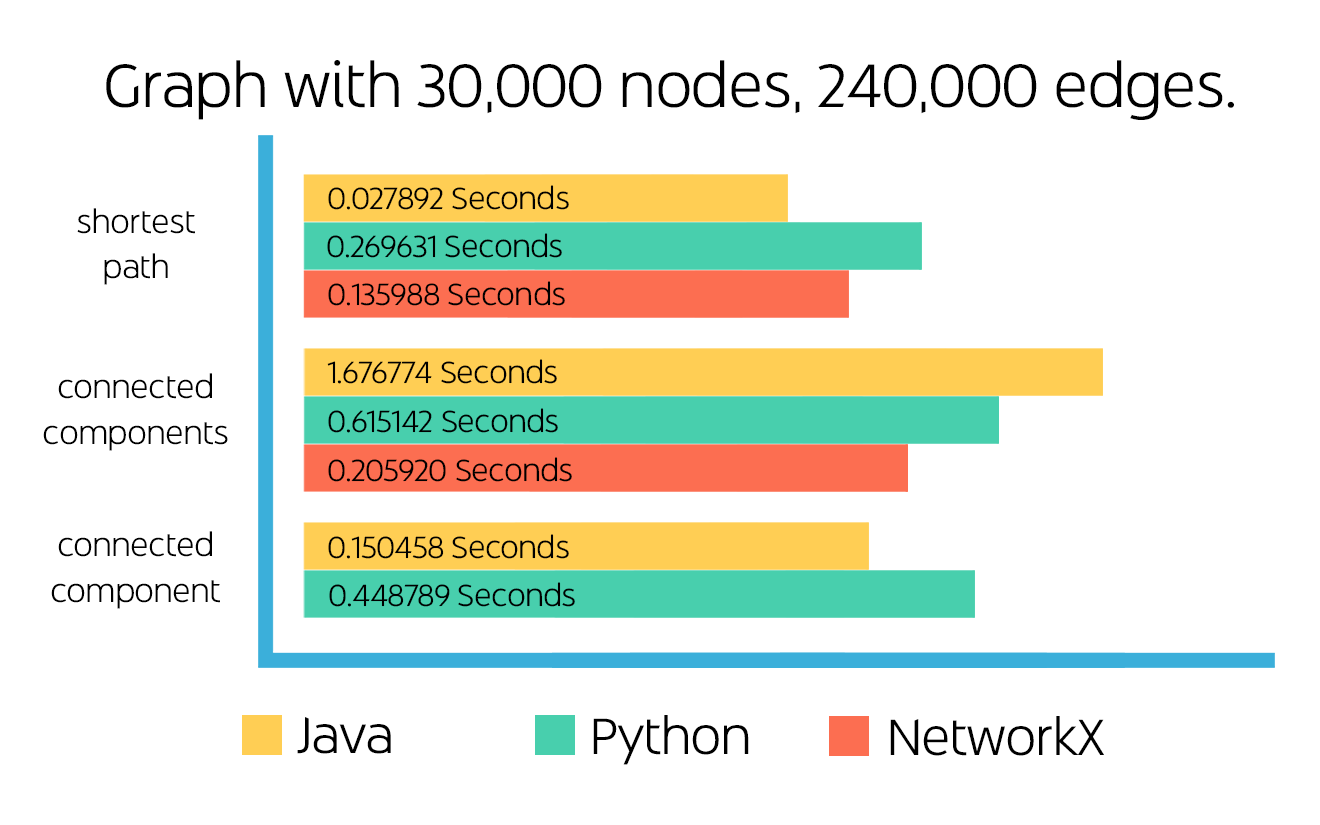 Graph with 30,000 nodes, 240,000 edges.
shortest
path
0.027892 Seconds
0.269631 Seconds
0.135988 Seconds
connected
components
1.676774 Seconds
0.615142 Seconds
0.205920 Seconds
connected
component
0.150458 Seconds
0.448789 Seconds
Java
Python
NetworkX